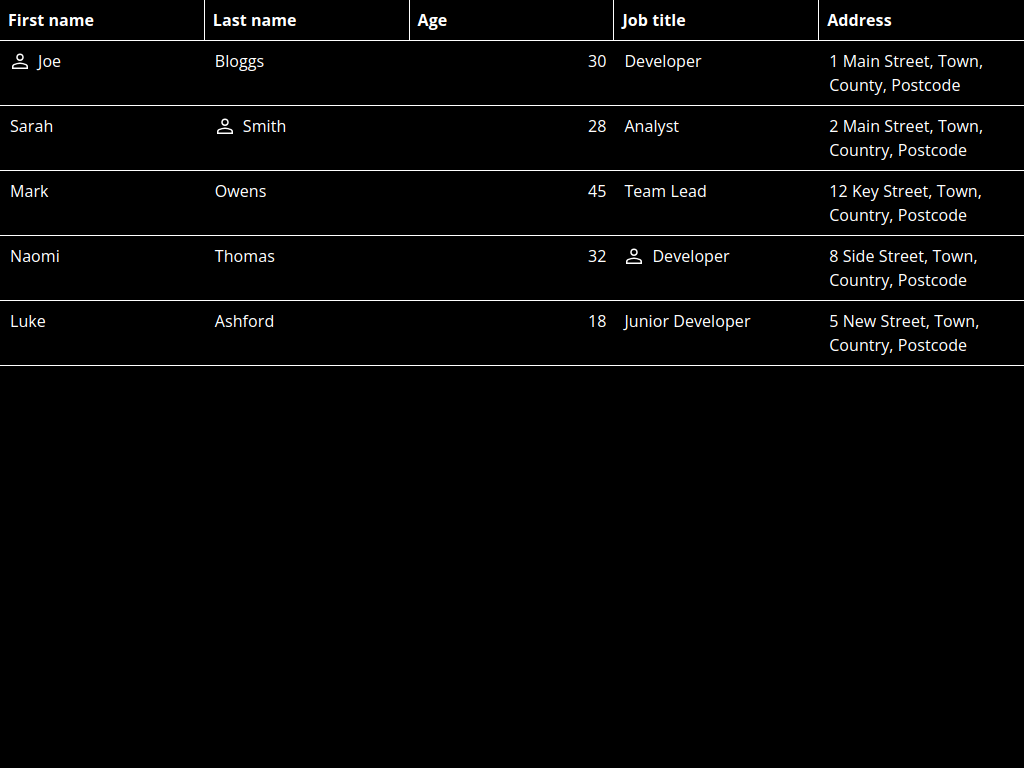 First name Last name Age Job title Address
Joe Bloggs 30 Developer 1 Main Street, Town,
County, Postcode
Sarah Smith 28 Analyst 2 Main Street, Town,
Country, Postcode
Mark Owens 45 Team Lead 12 Key Street, Town,
Country, Postcode
Naomi Thomas 32 Developer 8 Side Street, Town,
Country, Postcode
Luke Ashford 18 Junior Developer 5 New Street, Town,
Country, Postcode